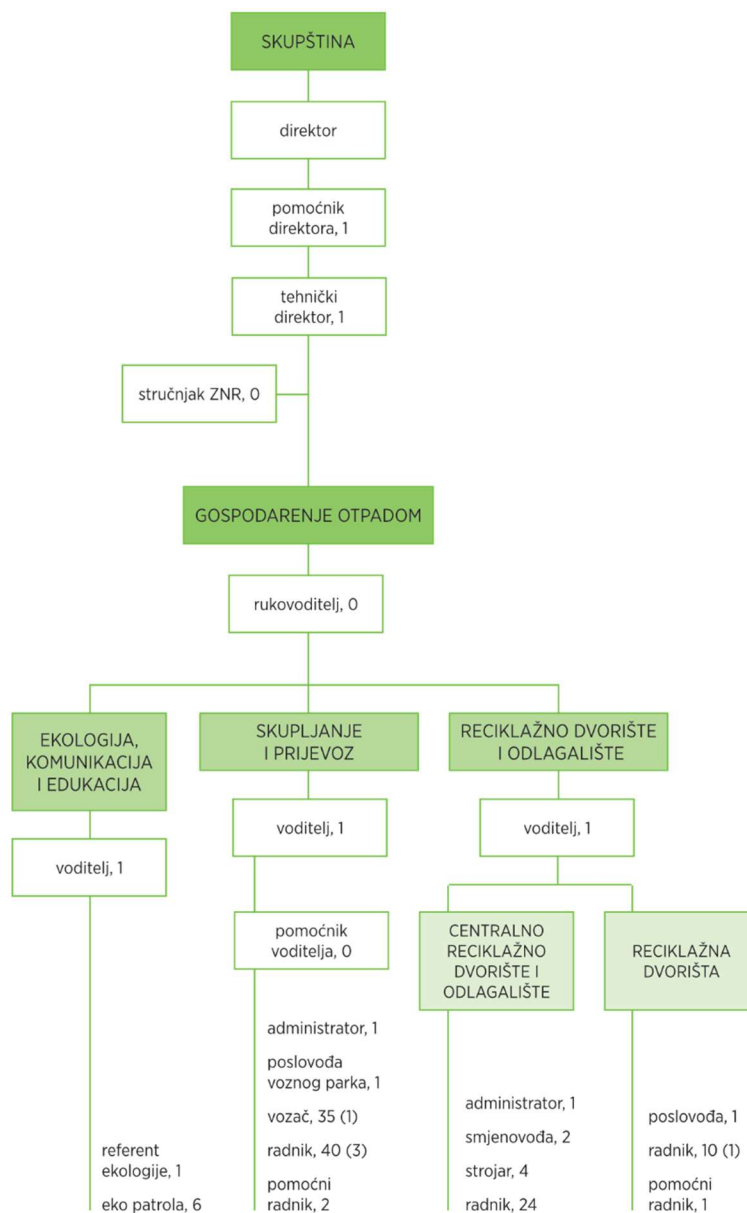 SKUPŠTINA
direktor
pomoćnik
direktora, 1
tehnički
direktor, 1
stručnjak ZNR, 0
GOSPODARENJE OTPADOM
rukovoditelj, 0
EKOLOGIJA,
KOMUNIKACIJA
I EDUKACIJA
voditelj, 1
referent
ekologije, 1
eko patrola, 6
SKUPLJANJE
I PRIJEVOZ
voditelj, 1
pomoćnik
voditelja, 0
administrator, 1
poslovođa
voznog parka, 1
vozač, 35 (1)
radnik, 40 (3)
pomoćni
radnik, 2
RECIKLAŽNO DVORIŠTE
I ODLAGALIŠTE
voditelj, 1
CENTRALNO
RECIKLAŽNO
DVORIŠTE I
ODLAGALIŠTE
administrator, 1
smjenovođa, 2
strojar, 4
radnik, 24
RECIKLAŽNA
DVORIŠTA
poslovođa, 1
radnik, 10 (1)
pomoćni
radnik, 1